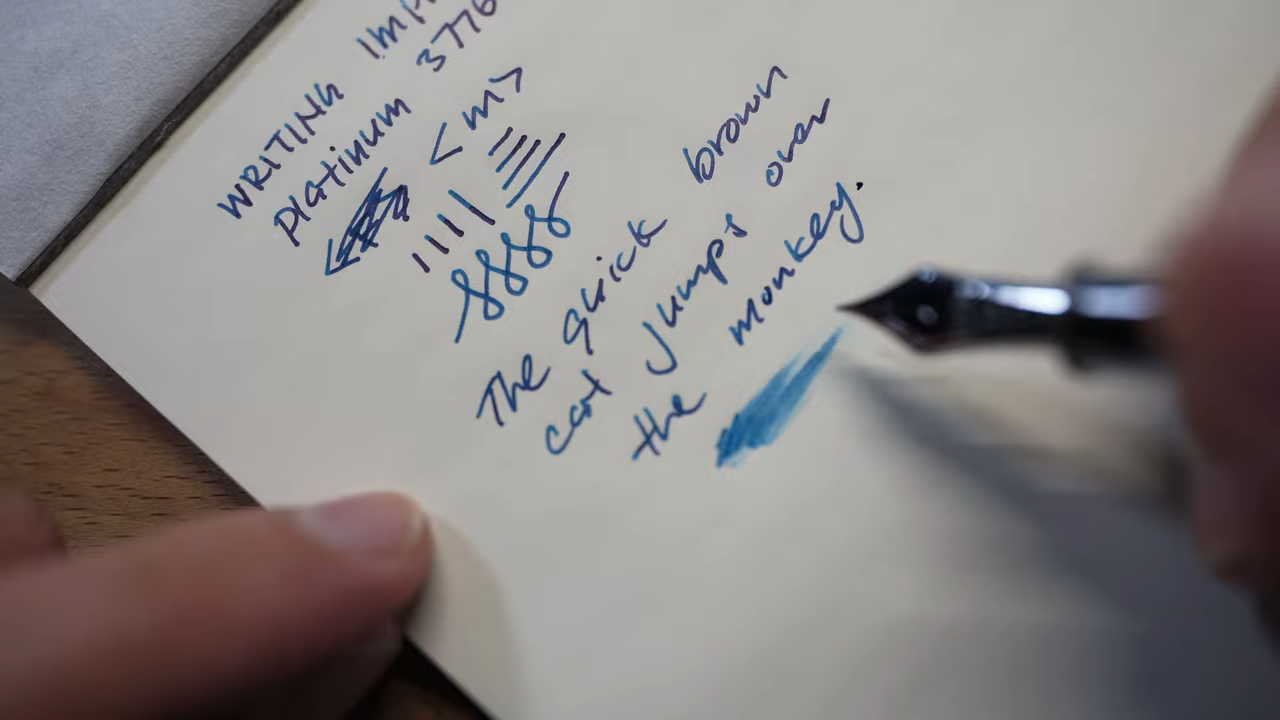 WRITING
Platinum 3776
<m>
The quick brown
cat jumps over
the monkey.